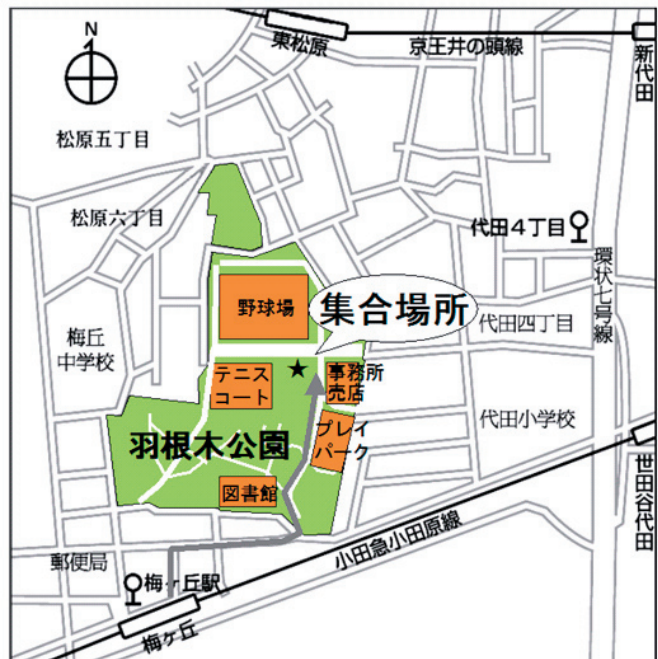 N
東松原
京王井の頭線
新代田
松原五丁目
松原六丁目
代田4丁目
環状七号線
野球場
集合場所
代田四丁目
梅丘
中学校
テニス
コート
★
事務所
売店
代田小学校
プレイ
パーク
羽根木公園
図書館
世田谷代田
小田急小田原線
郵便局
梅ヶ丘駅
梅ヶ丘